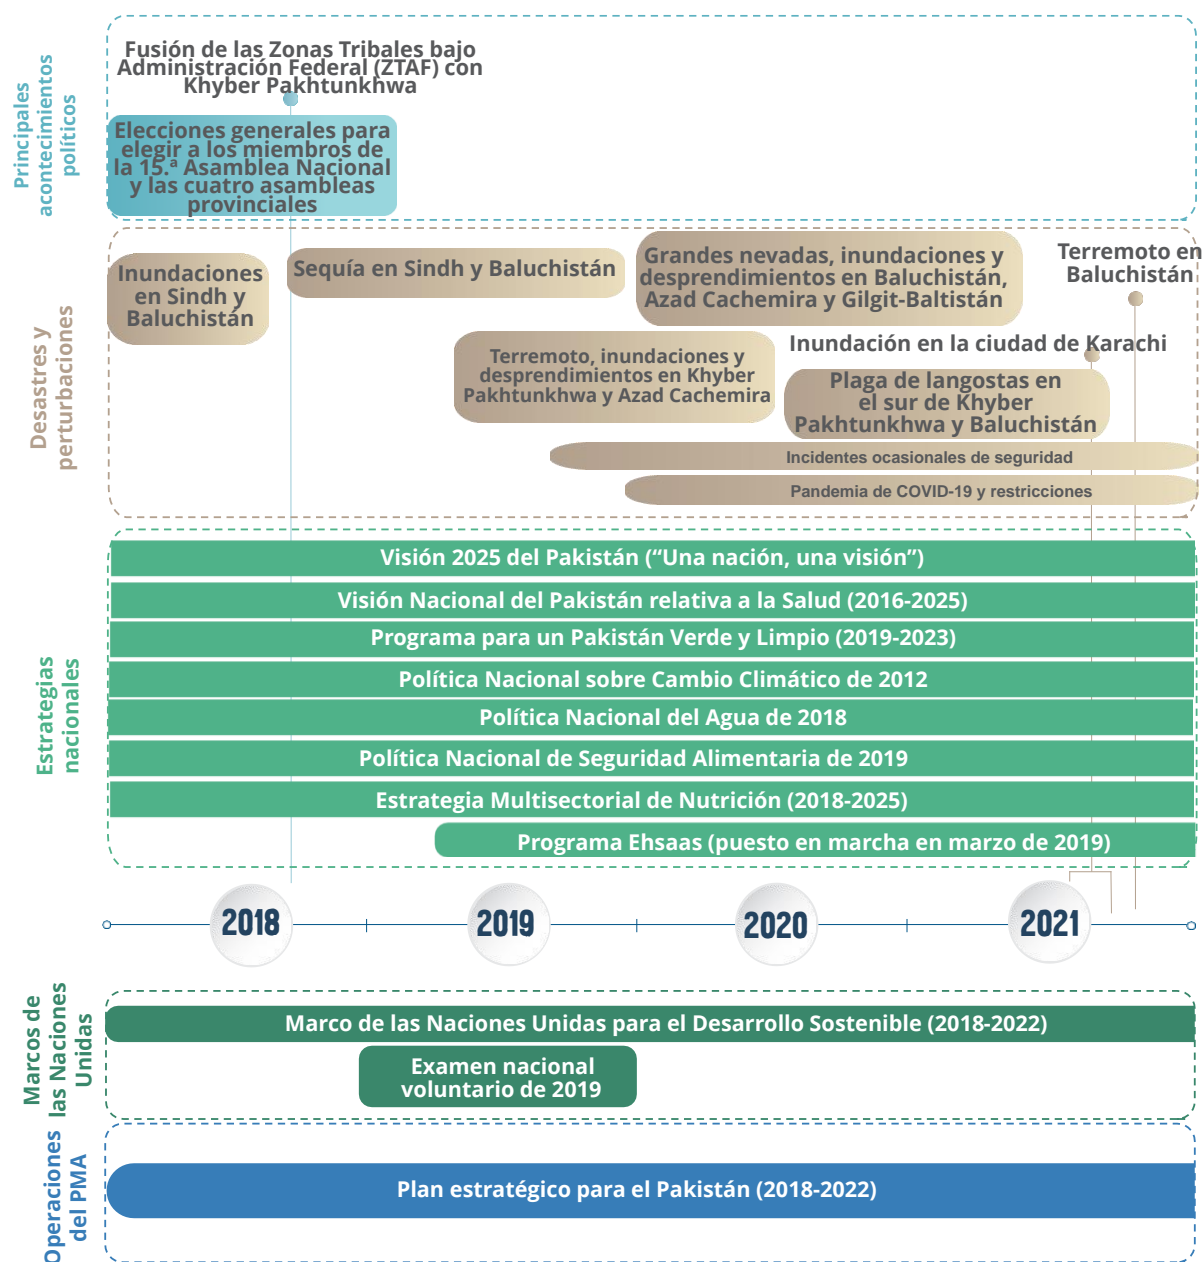 Principales
acontecimientos
políticos
Fusión de las Zonas Tribales bajo
Administración Federal (ZTAF) con
Khyber Pakhtunkhwa
Elecciones generales para
elegir a los miembros de
la 15.ª Asamblea Nacional
y las cuatro asambleas
provinciales
Desastres y
perturbaciones
Inundaciones
en Sindh y
Baluchistán
Sequía en Sindh y Baluchistán
Grandes nevadas, inundaciones y
desprendimientos en Baluchistán,
Azad Cachemira y Gilgit-Baltistán
Terremoto en
Baluchistán
Terremoto, inundaciones y
desprendimientos en Khyber
Pakhtunkhwa y Azad Cachemira
Inundación en la ciudad de Karachi
Plaga de langostas en
el sur de Khyber
Pakhtunkhwa y Baluchistán
Incidentes ocasionales de seguridad
Pandemia de COVID-19 y restricciones
Estrategias
nacionales
Visión 2025 del Pakistán (“Una nación, una visión”)
Visión Nacional del Pakistán relativa a la Salud (2016-2025)
Programa para un Pakistán Verde y Limpio (2019-2023)
Política Nacional sobre Cambio Climático de 2012
Política Nacional del Agua de 2018
Política Nacional de Seguridad Alimentaria de 2019
Estrategia Multisectorial de Nutrición (2018-2025)
Programa Ehsaas (puesto en marcha en marzo de 2019)
2018
2019
2020
2021
Marcos de
las Naciones
Unidas
Marco de las Naciones Unidas para el Desarrollo Sostenible (2018-2022)
Examen nacional
voluntario de 2019
Operaciones
del PMA
Plan estratégico para el Pakistán (2018-2022)